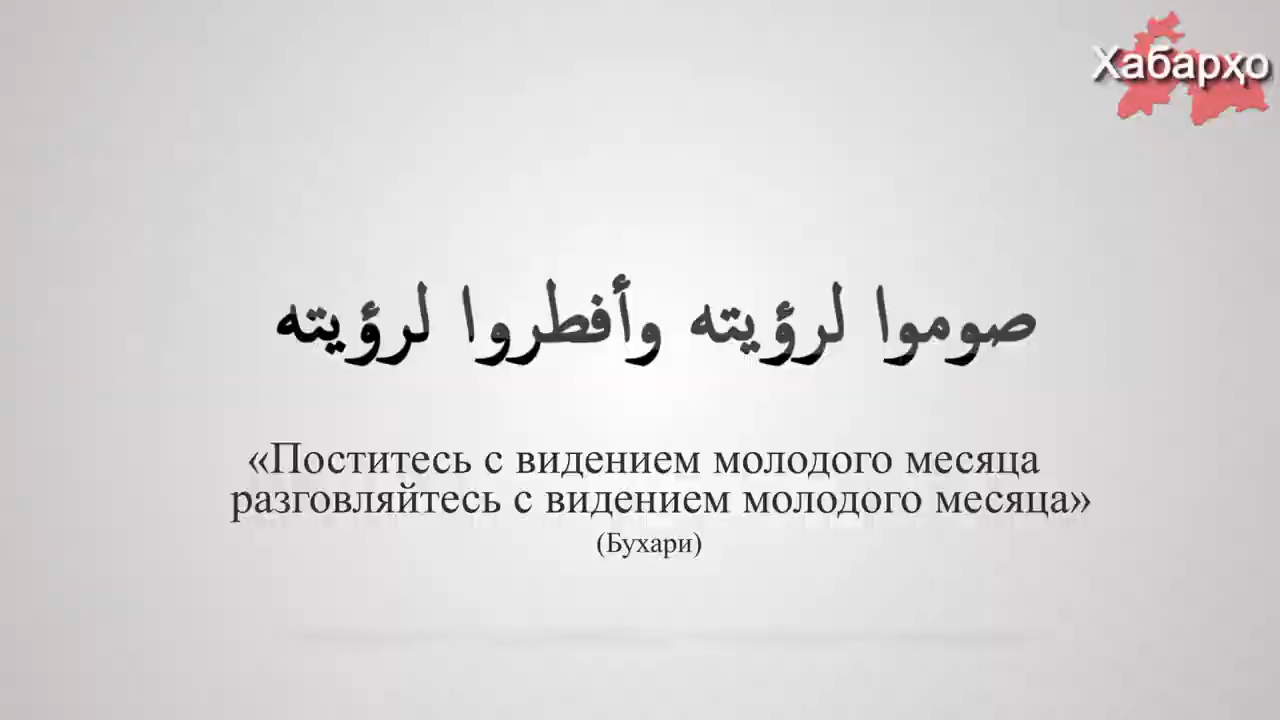 Хабарҳо
صوموا لرؤيته وأفطروا لرؤيته
«Поститесь с видением молодого месяца
разговляйтесь с видением молодого месяца»
(Бухари)